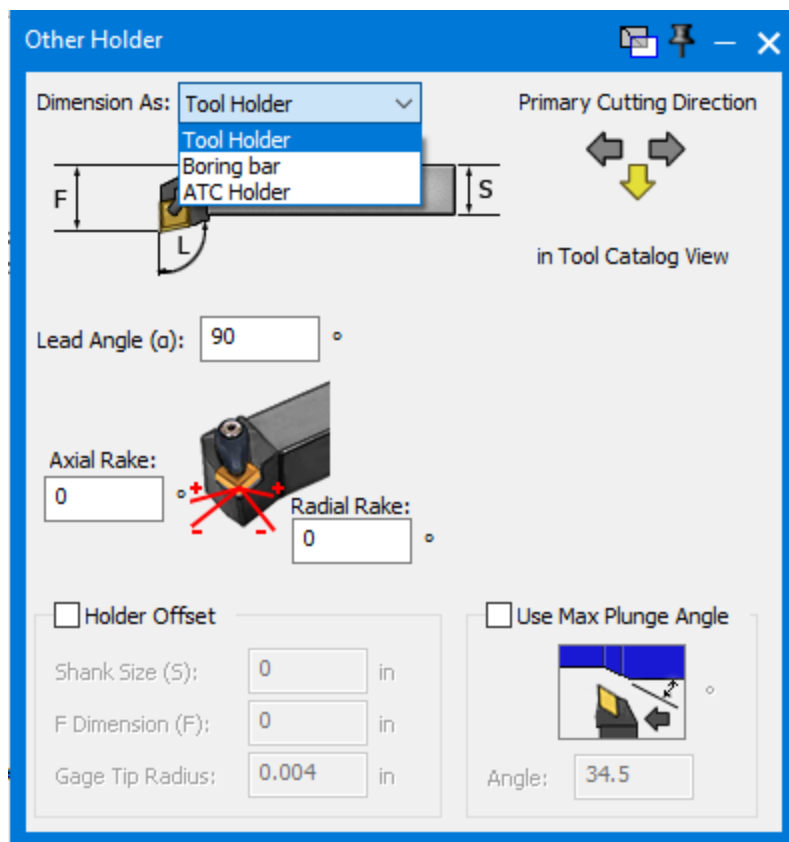 Other Holder
Dimension As: Tool Holder
Primary Cutting Direction
Tool Holder
Boring bar
ATC Holder
F
S
L
in Tool Catalog View
Lead Angle (α): 90 °
Axial Rake:
0 °
+ +
- -
Radial Rake:
0 °
Holder Offset
Shank Size (S): 0 in
F Dimension (F): 0 in
Gage Tip Radius: 0.004 in
Use Max Plunge Angle
°
Angle: 34.5